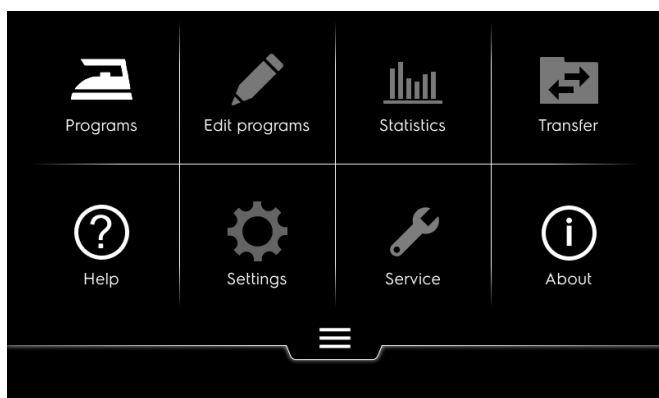 Programs
Edit programs
Statistics
Transfer
Help
Settings
Service
About